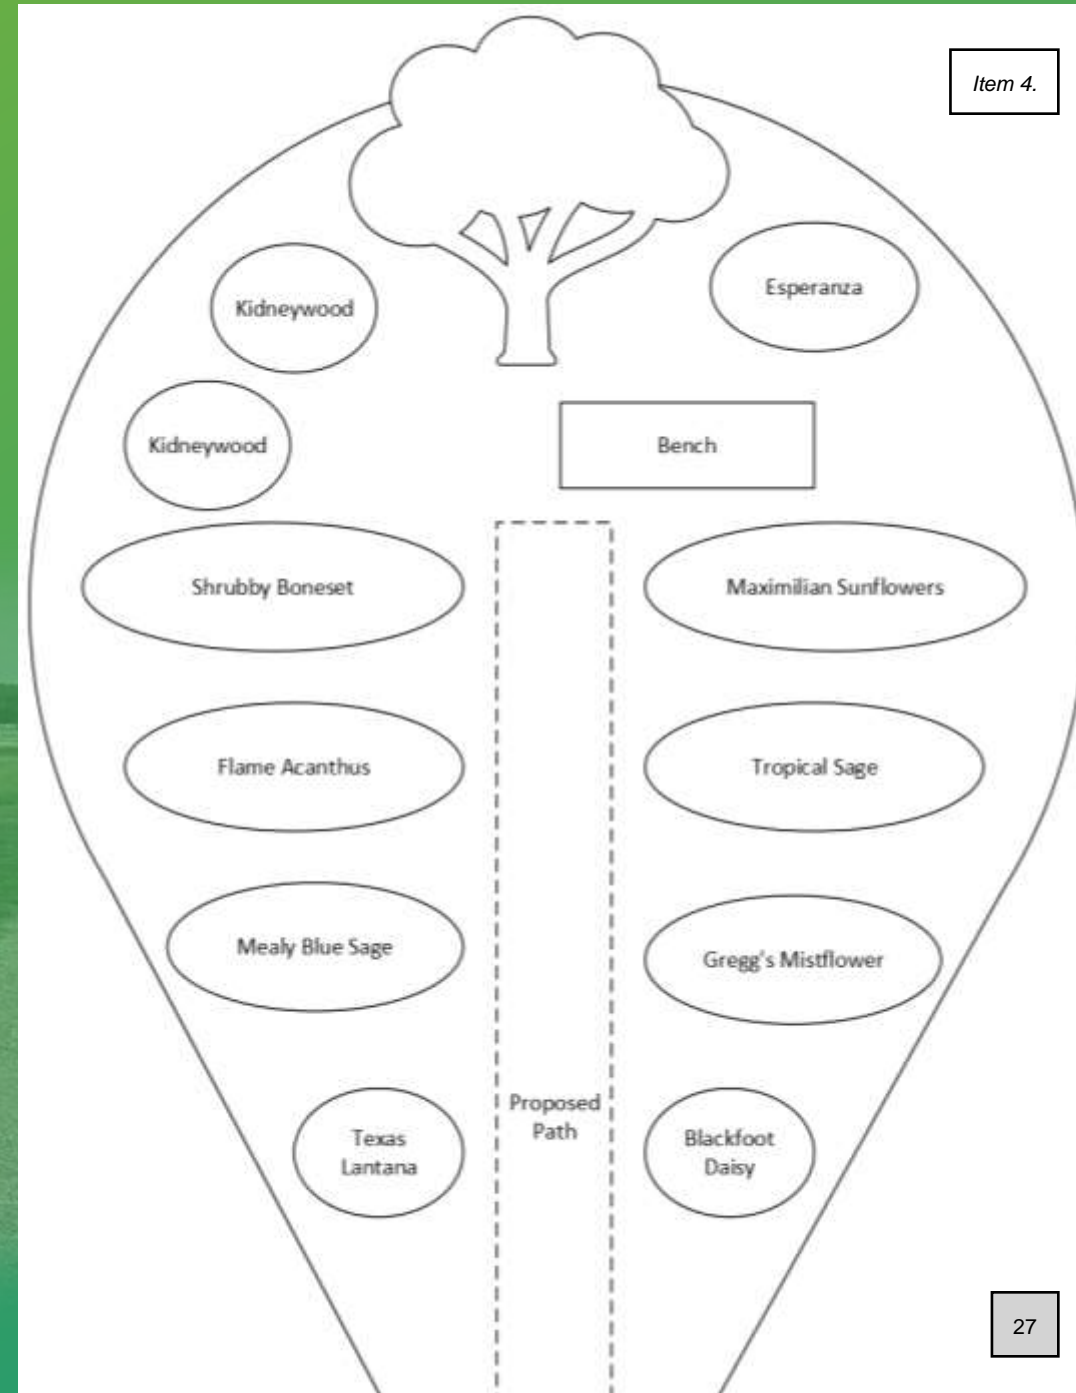 Item 4.
Esperanza
Kidneywood
Kidneywood
Bench
Shrubby Boneset
Maximilian Sunflowers
Flame Acanthus
Tropical Sage
Mealy Blue Sage
Gregg's Mistflower
Proposed
Path
Texas
Lantana
Blackfoot
Daisy
27